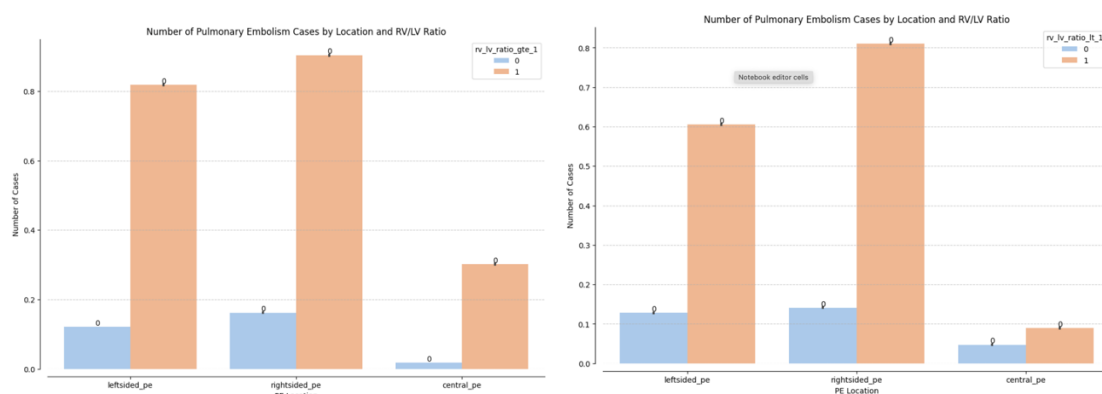 Number of Pulmonary Embolism Cases by Location and RV/LV Ratio
rv_lv_ratio_gte_1
0
1
Number of Cases
0.8
0.6
0.4
0.2
0.0
0
0
0
0
0
0
leftsided_pe
rightsided_pe
central_pe
PE Location
Number of Pulmonary Embolism Cases by Location and RV/LV Ratio
rv_lv_ratio_lt_1
0
1
Notebook editor cells
Number of Cases
0.8
0.7
0.6
0.5
0.4
0.3
0.2
0.1
0.0
0
0
0
0
0
0
leftsided_pe
rightsided_pe
central_pe
PE Location